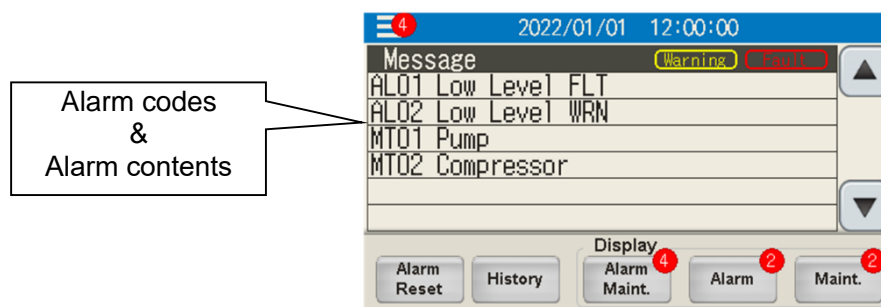 Alarm codes
&
Alarm contents
4
2022/01/01 12:00:00
Message Warning Fault
AL01 Low Level FLT
AL02 Low Level WRN
MT01 Pump
MT02 Compressor
Display
Alarm Reset
History
Alarm Maint. 4
Alarm 2
Maint. 2